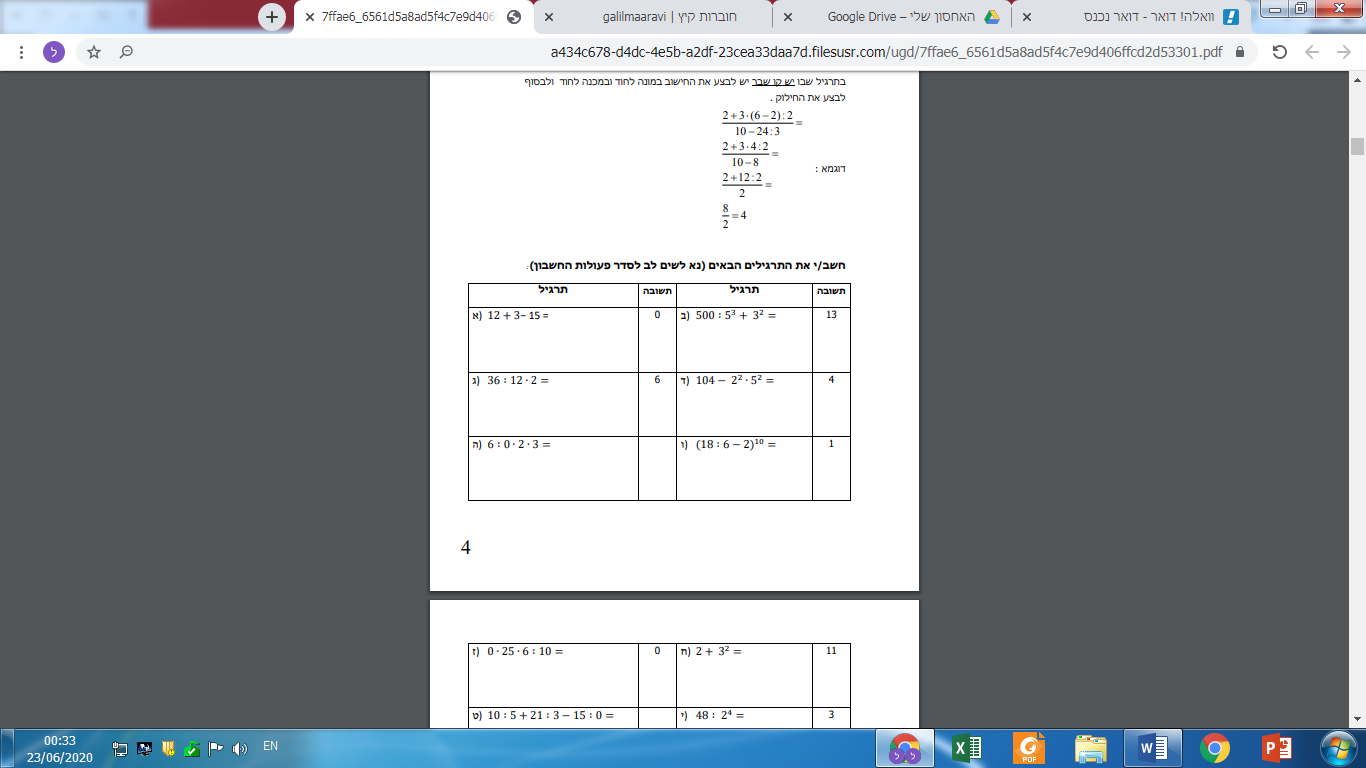 7ffae6_6561d5a8ad5f4c7e9d406
חוברות קיץ | galilmaaravi
האחסון שלי – Google Drive
וואלה! דואר - דואר נכנס
a434c678-d4dc-4e5b-a2df-23cea33daa7d.filesusr.com/ugd/7ffae6_6561d5a8ad5f4c7e9d406ffcd2d53301.pdf
בתרגיל שבו יש קו שבר יש לבצע את החישוב במונה לחוד ובמכנה לחוד ולבסוף
לבצע את החילוק .
2 + 3 · (6 − 2) : 2
10 − 24 : 3
=
2 + 3 · 4 : 2
10 − 8
=
דוגמא :
2 + 12 : 2
2
=
8
2
= 4
חשב/י את התרגילים הבאים (נא לשים לב לסדר פעולות החשבון):
תרגיל תשובה תרגיל תשובה
א) 12 + 3− 15 = 0 ב) 500 : 5³ + 3² = 13
ג) 36 : 12 · 2 = 6 ד) 104 − 2² · 5² = 4
ה) 6 : 0 · 2 · 3 = ו) (18 : 6 − 2)¹⁰ = 1
4
ז) 0 · 25 · 6 : 10 = 0 ח) 2 + 3² = 11
ט) 10 : 5 + 21 : 3 − 15 : 0 = י) 48 : 2⁴ = 3
00:33
23/06/2020
EN
PDF